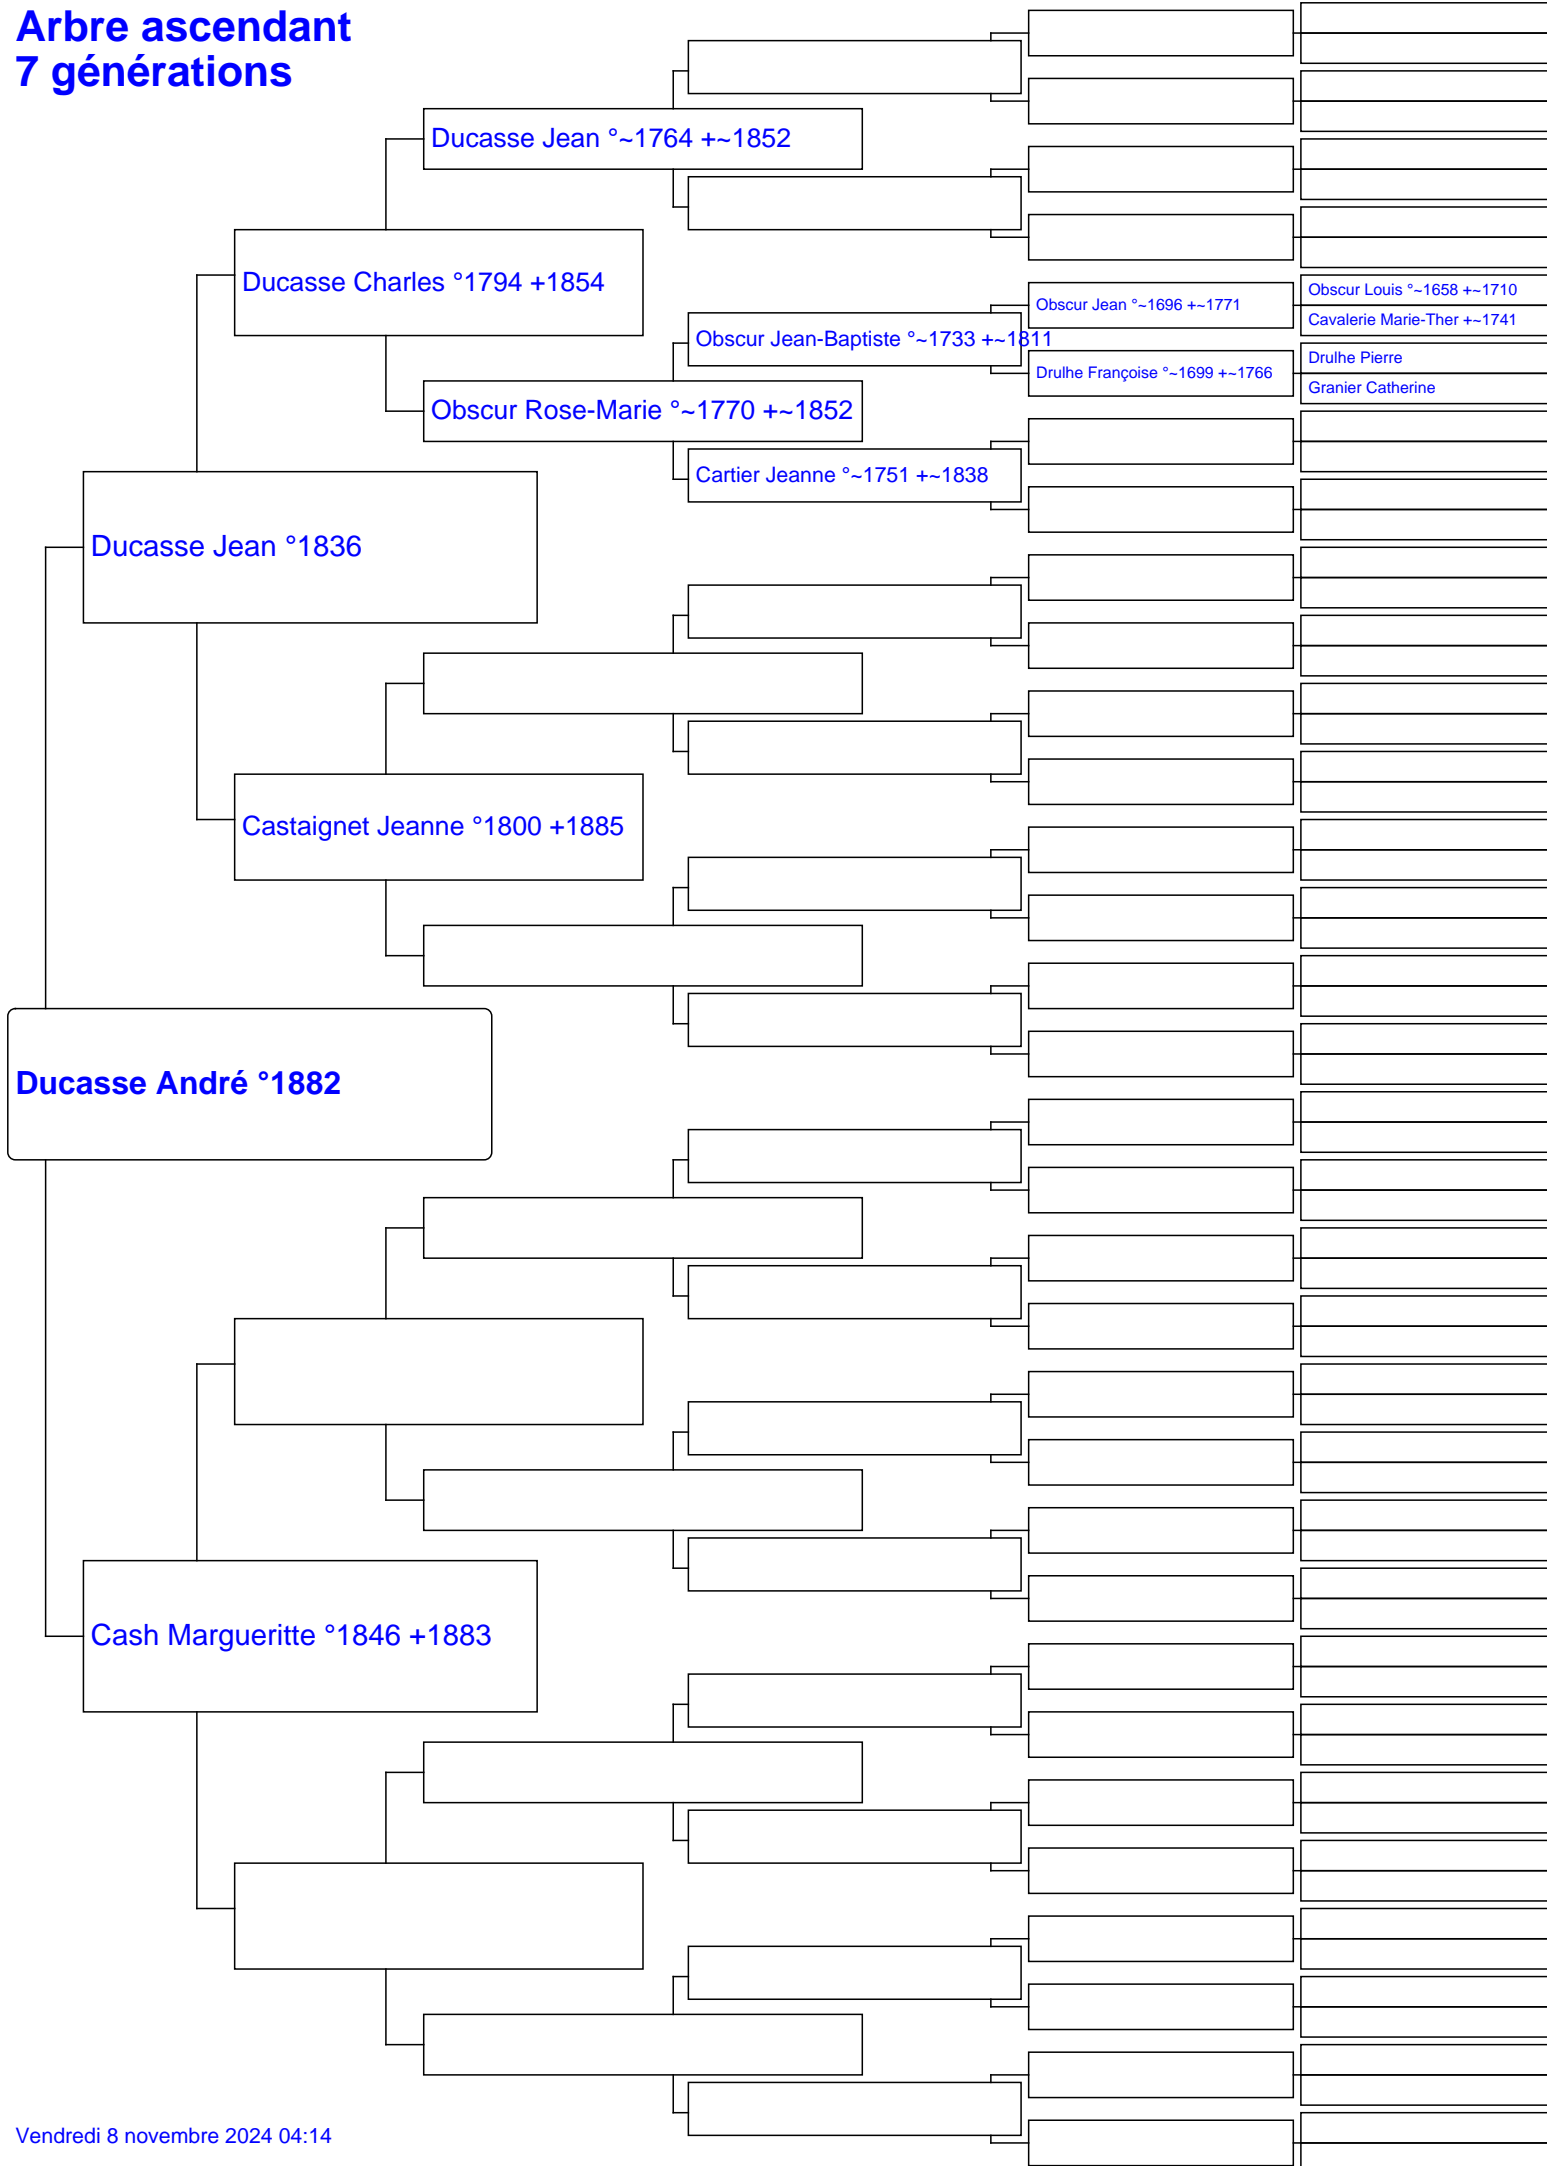 Arbre ascendant
7 générations
Ducasse Jean °~1764 +~1852
Ducasse Charles °1794 +1854
Obscur Louis °~1658 +~1710
Obscur Jean °~1696 +~1771
Cavalerie Marie-Ther +~1741
Obscur Jean-Baptiste °~1733 +~1811
Drulhe Pierre
Drulhe Françoise °~1699 +~1766
Granier Catherine
Obscur Rose-Marie °~1770 +~1852
Cartier Jeanne °~1751 +~1838
Ducasse Jean °1836
Castaignet Jeanne °1800 +1885
Ducasse André °1882
Cash Margueritte °1846 +1883
Vendredi 8 novembre 2024 04:14